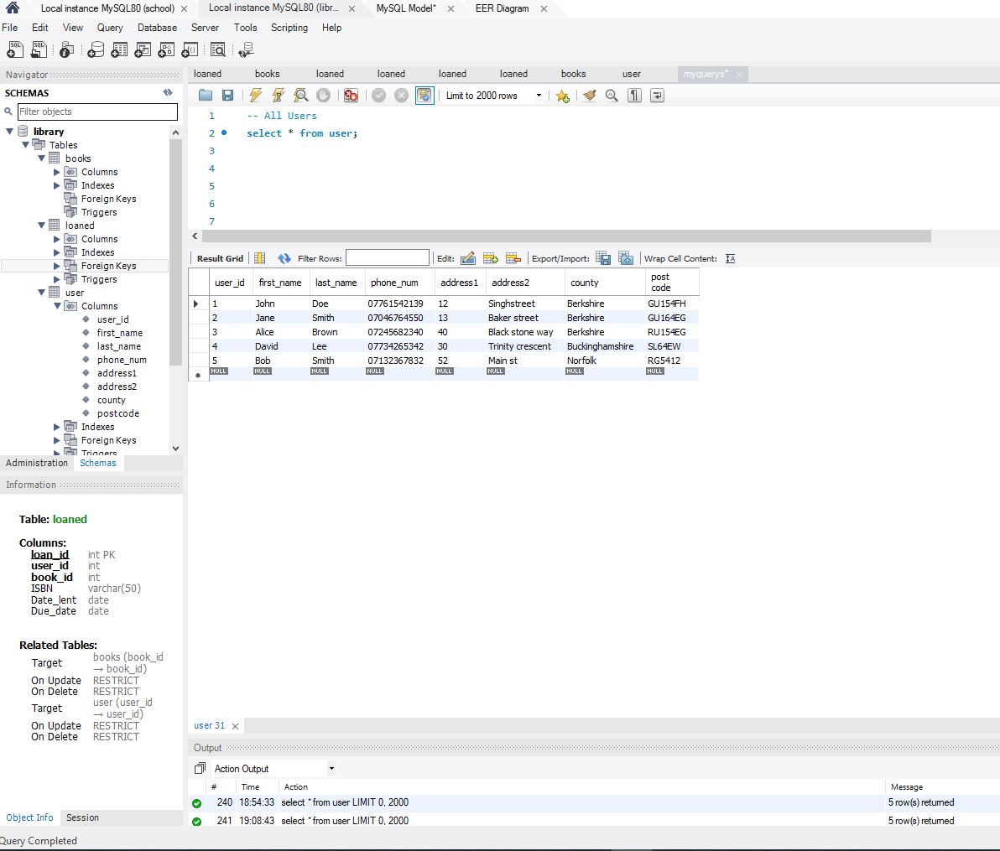 Local instance MySQL80 (school) Local instance MySQL80 (libr... MySQL Model* EER Diagram
File Edit View Query Database Server Tools Scripting Help
Navigator
SCHEMAS
Filter objects
library
Tables
books
Columns
Indexes
Foreign Keys
Triggers
loaned
Columns
Indexes
Foreign Keys
Triggers
user
Columns
user_id
first_name
last_name
phone_num
address1
address2
county
postcode
Indexes
Foreign Keys
Triggers
Administration Schemas
Information
Table: loaned
Columns:
loan_id int PK
user_id int
book_id int
ISBN varchar(50)
Date_lent date
Due_date date
Related Tables:
Target books (book_id
→ book_id)
On Update RESTRICT
On Delete RESTRICT
Target user (user_id
→ user_id)
On Update RESTRICT
On Delete RESTRICT
Object Info Session
Query Completed
loaned books loaned loaned loaned loaned books user myquerys*
Limit to 2000 rows
1 -- All Users
2 select * from user;
3
4
5
6
7
Result Grid Filter Rows: Edit: Export/Import: Wrap Cell Content: IA
user_id first_name last_name phone_num address1 address2 county post
code
1 John Doe 07761542139 12 Singhstreet Berkshire GU154FH
2 Jane Smith 07046764550 13 Baker street Berkshire GU164EG
3 Alice Brown 07245682340 40 Black stone way Berkshire RU154EG
4 David Lee 07734265342 30 Trinity crescent Buckinghamshire SL64EW
5 Bob Smith 07132367832 52 Main st Norfolk RG5412
NULL NULL NULL NULL NULL NULL NULL NULL
user 31
Output
Action Output
# Time Action Message
240 18:54:33 select * from user LIMIT 0, 2000 5 row(s) returned
241 19:08:43 select * from user LIMIT 0, 2000 5 row(s) returned